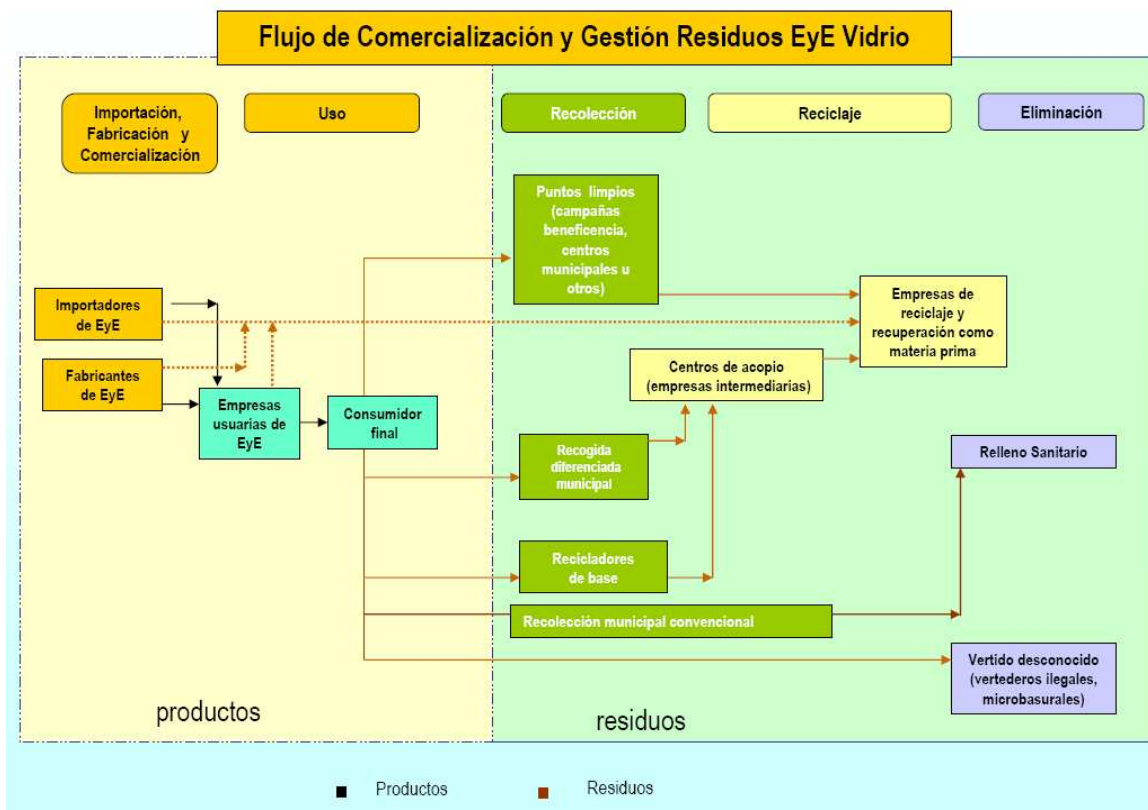 Flujo de Comercialización y Gestión Residuos EyE Vidrio
Importación,
Fabricación y
Comercialización
Uso
Recolección
Reciclaje
Eliminación
Puntos limpios
(campañas
beneficencia,
centros
municipales u
otros)
Importadores
de EyE
Empresas de
reciclaje y
recuperación como
materia prima
Fabricantes
de EyE
Centros de acopio
(empresas intermediarias)
Empresas
usuarias de
EyE
Consumidor
final
Recogida
diferenciada
municipal
Relleno Sanitario
Recicladores
de base
Recolección municipal convencional
Vertido desconocido
(vertederos ilegales,
microbasurales)
productos
residuos
Productos
Residuos